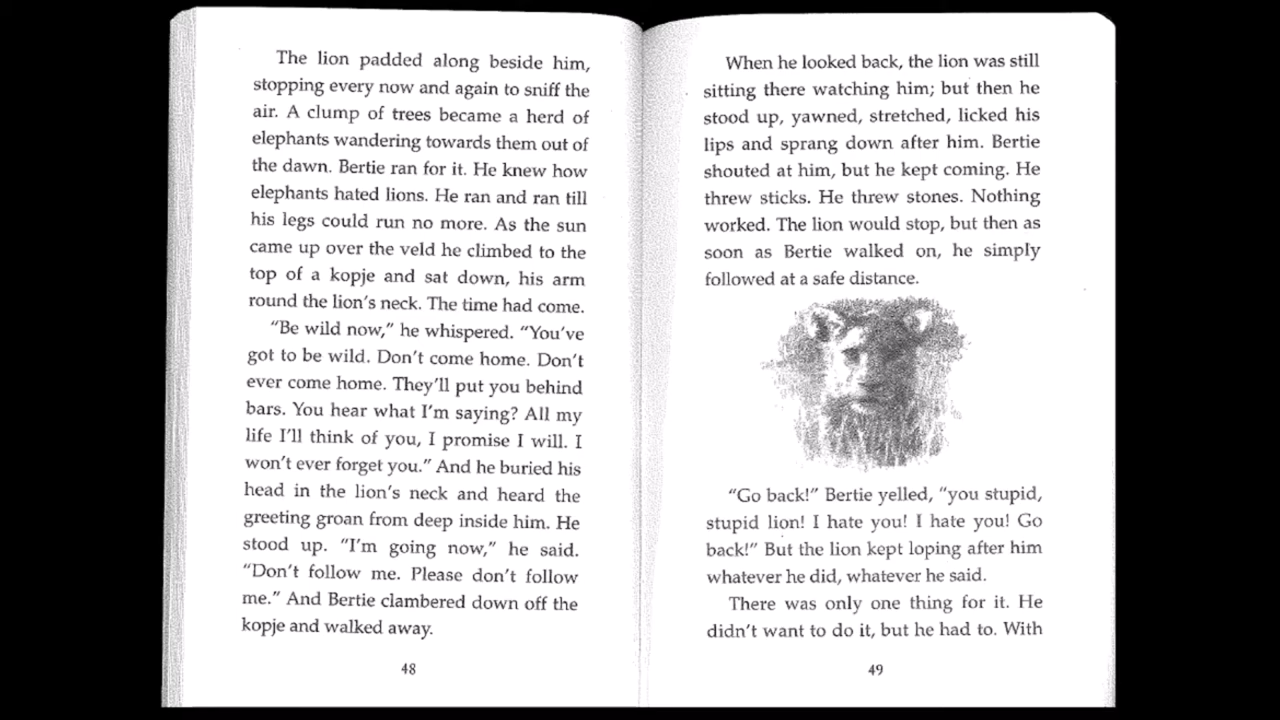 The lion padded along beside him,
stopping every now and again to sniff the
air. A clump of trees became a herd of
elephants wandering towards them out of
the dawn. Bertie ran for it. He knew how
elephants hated lions. He ran and ran till
his legs could run no more. As the sun
came up over the veld he climbed to the
top of a kopje and sat down, his arm
round the lion's neck. The time had come.
"Be wild now," he whispered. "You've
got to be wild. Don't come home. Don't
ever come home. They'll put you behind
bars. You hear what I'm saying? All my
life I'll think of you, I promise I will. I
won't ever forget you." And he buried his
head in the lion's neck and heard the
greeting groan from deep inside him. He
stood up. "I'm going now," he said.
"Don't follow me. Please don't follow
me." And Bertie clambered down off the
kopje and walked away.
48
When he looked back, the lion was still
sitting there watching him; but then he
stood up, yawned, stretched, licked his
lips and sprang down after him. Bertie
shouted at him, but he kept coming. He
threw sticks. He threw stones. Nothing
worked. The lion would stop, but then as
soon as Bertie walked on, he simply
followed at a safe distance.
"Go back!" Bertie yelled, "you stupid,
stupid lion! I hate you! I hate you! Go
back!" But the lion kept loping after him
whatever he did, whatever he said.
There was only one thing for it. He
didn't want to do it, but he had to. With
49